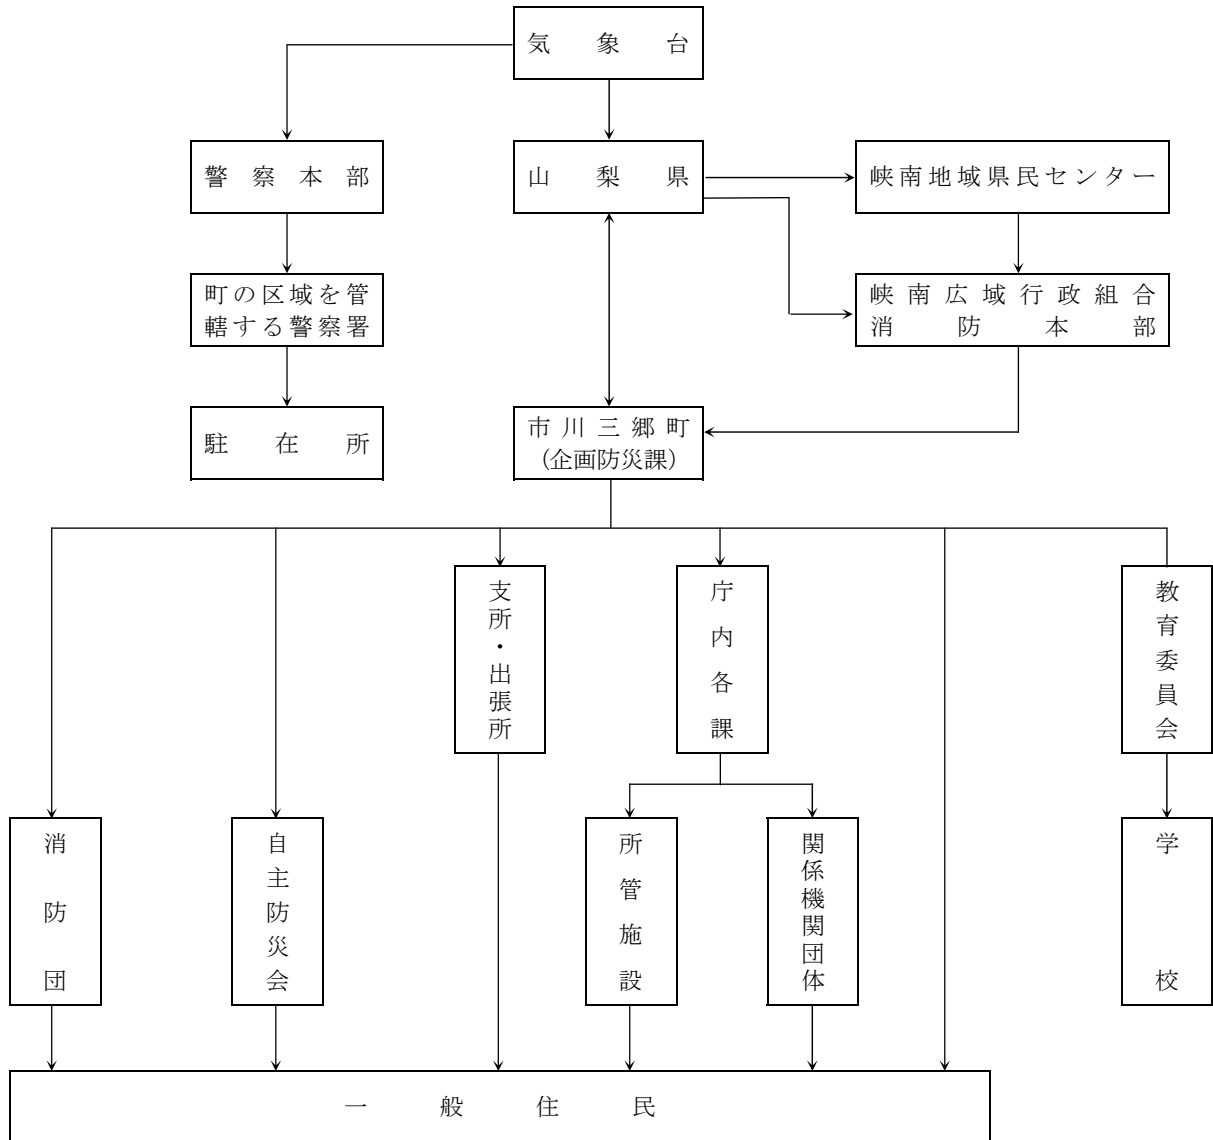 気象台
警察本部
山梨県
峡南地域県民センター
町の区域を管
轄する警察署
峡南広域行政組合
消防本部
駐在所
市川三郷町
（企画防災課）
支所・出張所
庁内各課
教育委員会
消防団
自主防災会
所管施設
関係機関団体
学校
一般住民